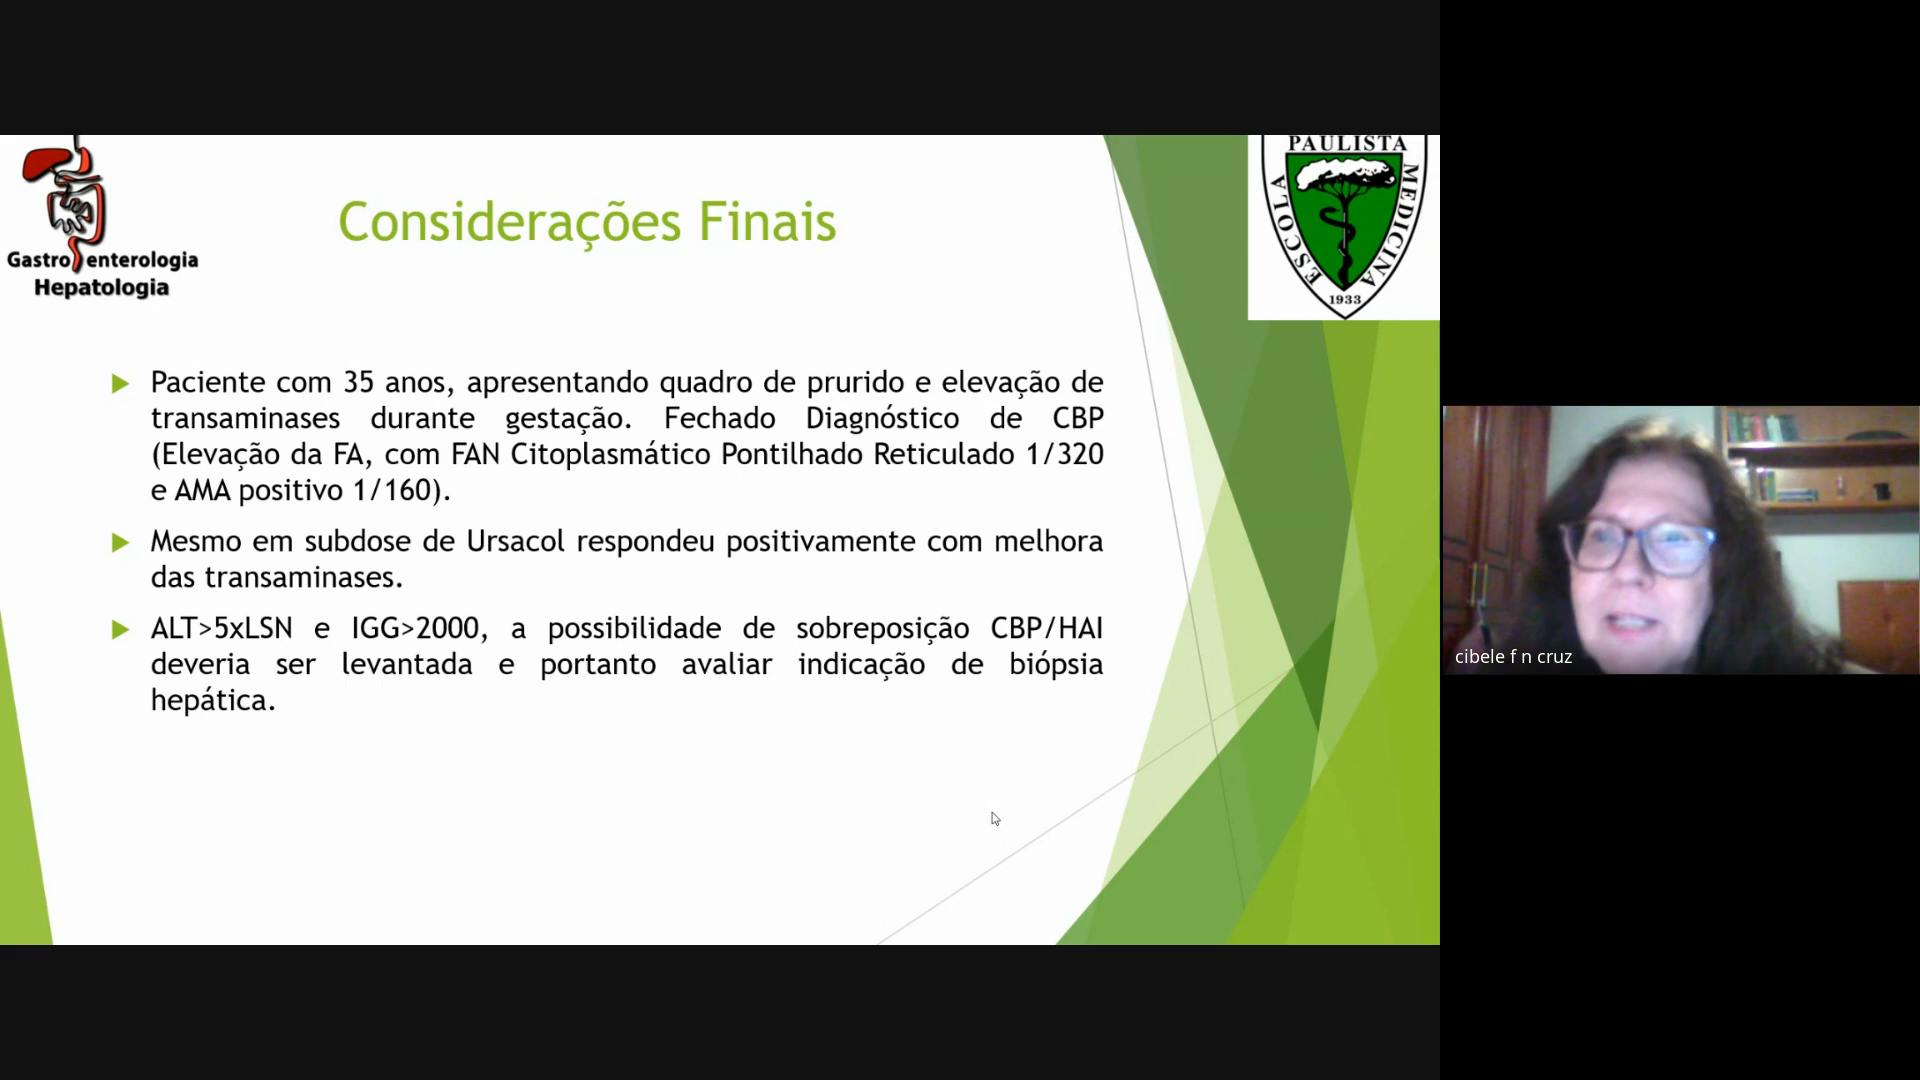 Gastro enterologia
Hepatologia
ESCOLA PAULISTA MEDICINA
1933
Considerações Finais
Paciente com 35 anos, apresentando quadro de prurido e elevação de
transaminases durante gestação. Fechado Diagnóstico de CBP
(Elevação da FA, com FAN Citoplasmático Pontilhado Reticulado 1/320
e AMA positivo 1/160).
Mesmo em subdose de Ursacol respondeu positivamente com melhora
das transaminases.
ALT>5xLSN e IGG>2000, a possibilidade de sobreposição CBP/HAI
deveria ser levantada e portanto avaliar indicação de biópsia
hepática.
cibele f n cruz